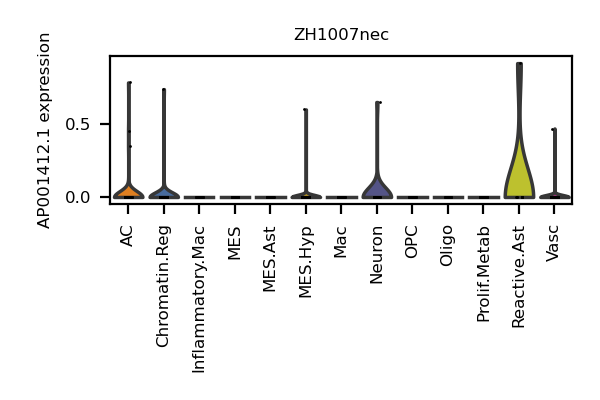 ZH1007nec
AP001412.1 expression
0.5
0.0
AC
Chromatin.Reg
Inflammatory.Mac
MES
MES.Ast
MES.Hyp
Mac
Neuron
OPC
Oligo
Prolif.Metab
Reactive.Ast
Vasc